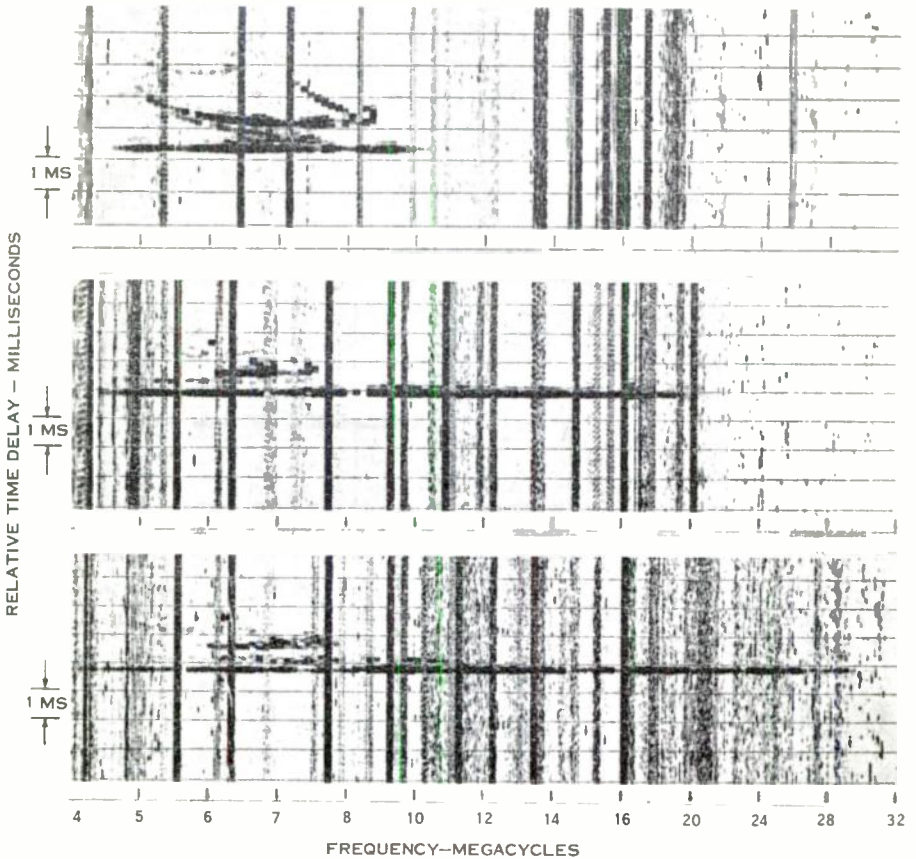 1 MS
1 MS
1 MS
RELATIVE TIME DELAY – MILLISECONDS
4 5 6 7 8 10 12 14 16 20 24 28 32
FREQUENCY–MEGACYCLES